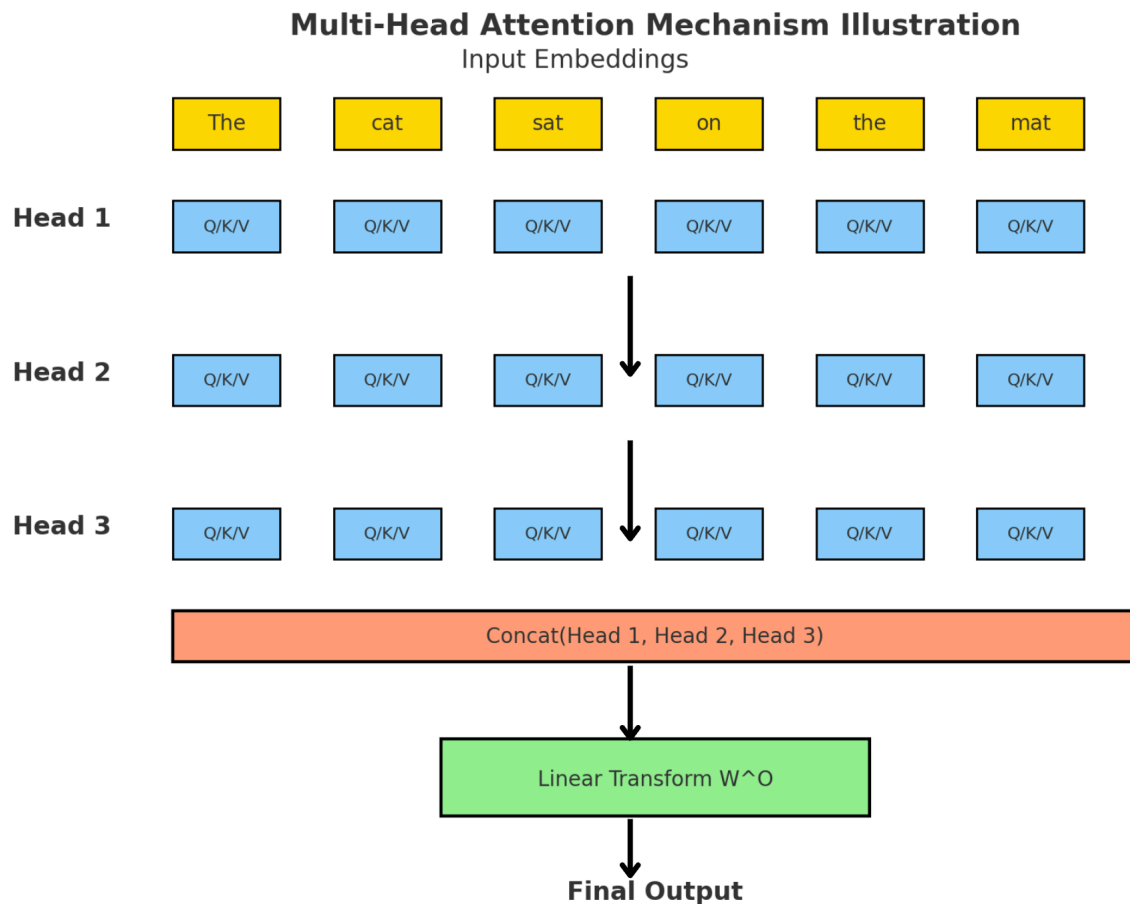 Multi-Head Attention Mechanism Illustration
Input Embeddings
The cat sat on the mat
Head 1 Q/K/V Q/K/V Q/K/V Q/K/V Q/K/V Q/K/V
Head 2 Q/K/V Q/K/V Q/K/V Q/K/V Q/K/V Q/K/V
Head 3 Q/K/V Q/K/V Q/K/V Q/K/V Q/K/V Q/K/V
Concat(Head 1, Head 2, Head 3)
Linear Transform W^O
Final Output